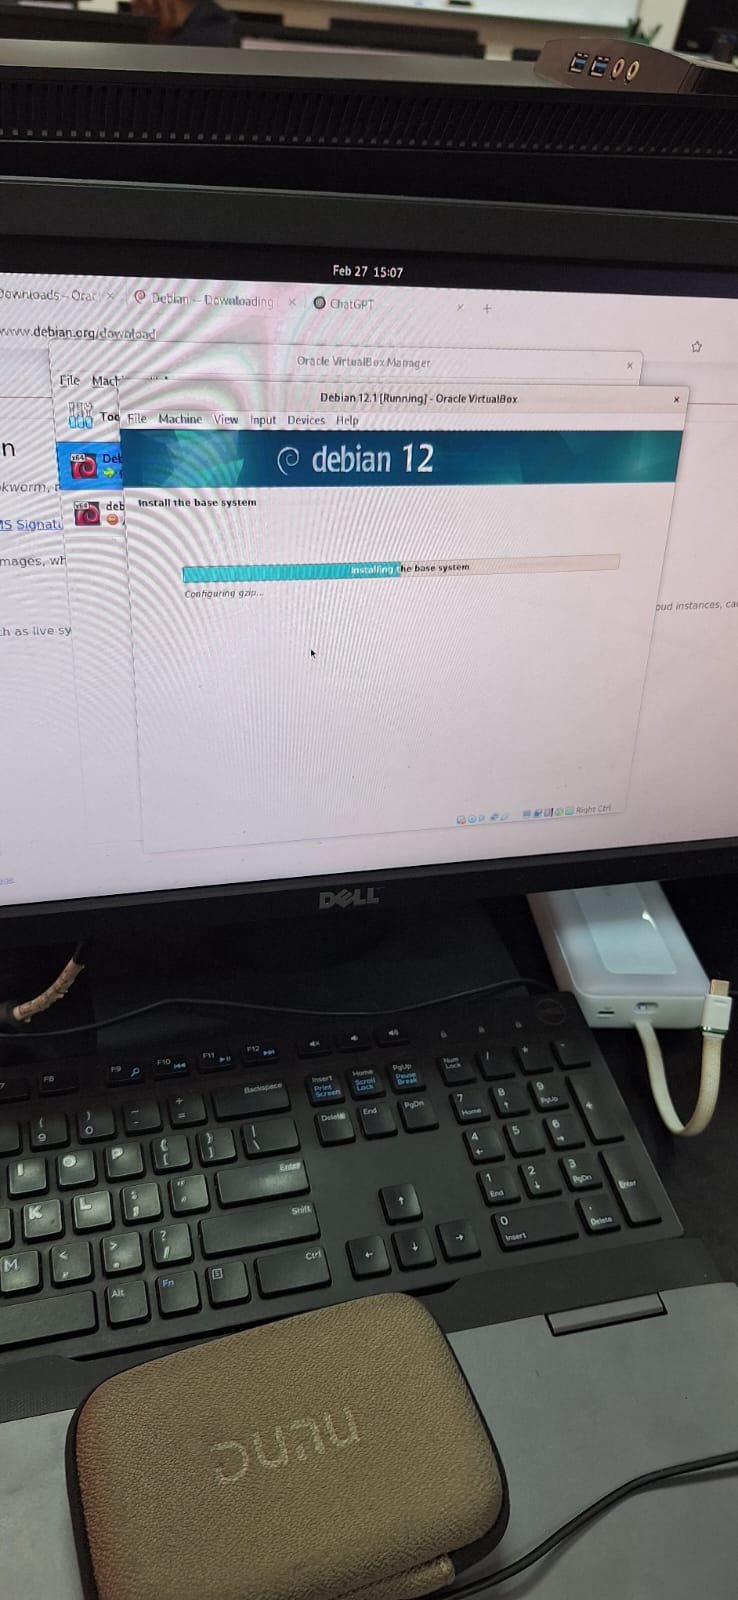 Feb 27 15:07
Debian — Downloading
ChatGPT
www.debian.org/download
Oracle VirtualBox Manager
File
Debian 12.1 [Running] - Oracle VirtualBox
File Machine View Input Devices Help
debian 12
Install the base system
Installing the base system
Configuring gzip...
Right Ctrl
DELL
F8 F9 F10 F11 F12
Insert Print Screen
Home Scroll Lock
PgUp Pause Break
Num Lock / * -
( 9 ) 0 _ - + = Backspace
Delete End PgDn
7 Home 8 9 PgUp +
P { [ } ] | \
4 5 6
K L : ; " ' Enter
1 End 2 3 PgDn Enter
M < , > . ? / Shift
0 Insert . Delete
Alt Fn Ctrl